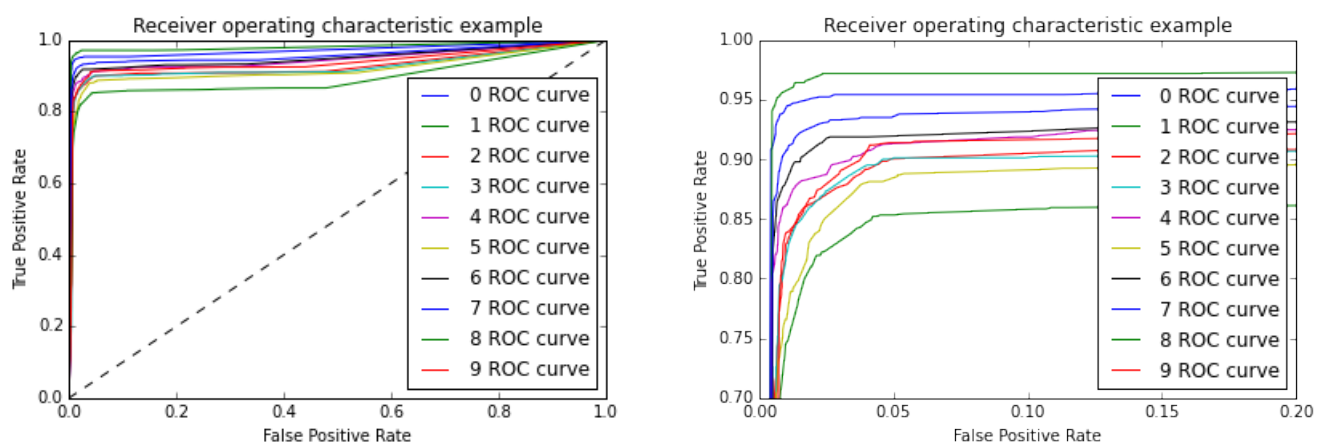 Receiver operating characteristic example
1.0
0.8
0.6
0.4
0.2
0.0
True Positive Rate
0 ROC curve
1 ROC curve
2 ROC curve
3 ROC curve
4 ROC curve
5 ROC curve
6 ROC curve
7 ROC curve
8 ROC curve
9 ROC curve
0.0 0.2 0.4 0.6 0.8 1.0
False Positive Rate
Receiver operating characteristic example
1.00
0.95
0.90
0.85
0.80
0.75
0.70
True Positive Rate
0 ROC curve
1 ROC curve
2 ROC curve
3 ROC curve
4 ROC curve
5 ROC curve
6 ROC curve
7 ROC curve
8 ROC curve
9 ROC curve
0.00 0.05 0.10 0.15 0.20
False Positive Rate